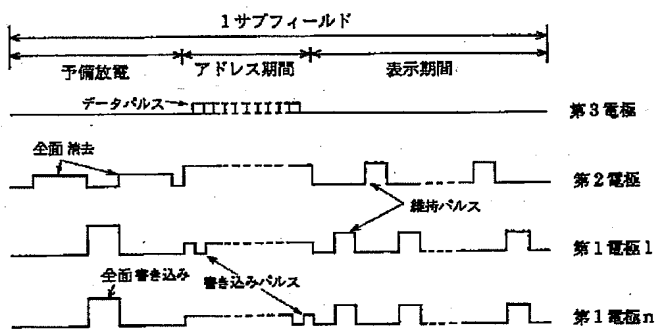 1サブフィールド
予備放電
アドレス期間
表示期間
データパルス
第3電極
全面 消去
第2電極
維持パルス
第1電極1
全面書き込み
書き込みパルス
第1電極n